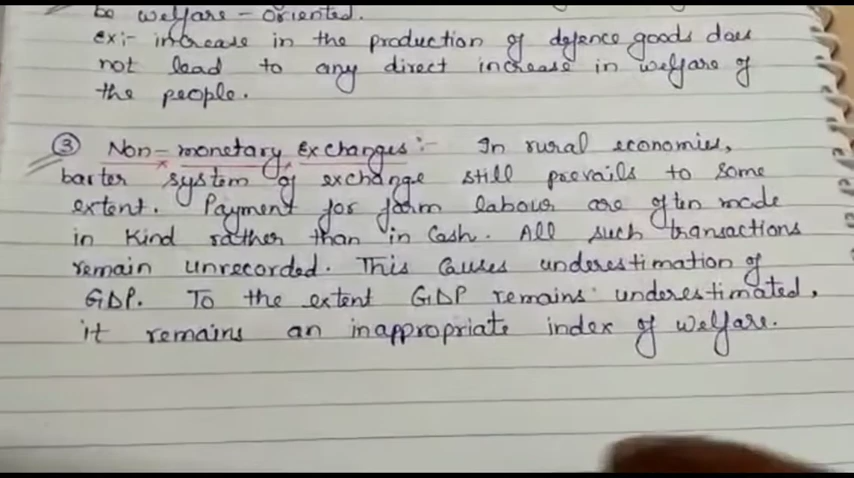 be welfare - oriented.
ex:- increase in the production of defence goods does
not lead to any direct increase in welfare of
the people.
③ Non-monetary Exchanges:- In rural economies,
barter system of exchange still prevails to some
extent. Payment for farm labour are often made
in kind rather than in Cash. All such transactions
remain unrecorded. This Causes underestimation of
GDP. To the extent GDP remains underestimated,
it remains an inappropriate index of welfare.